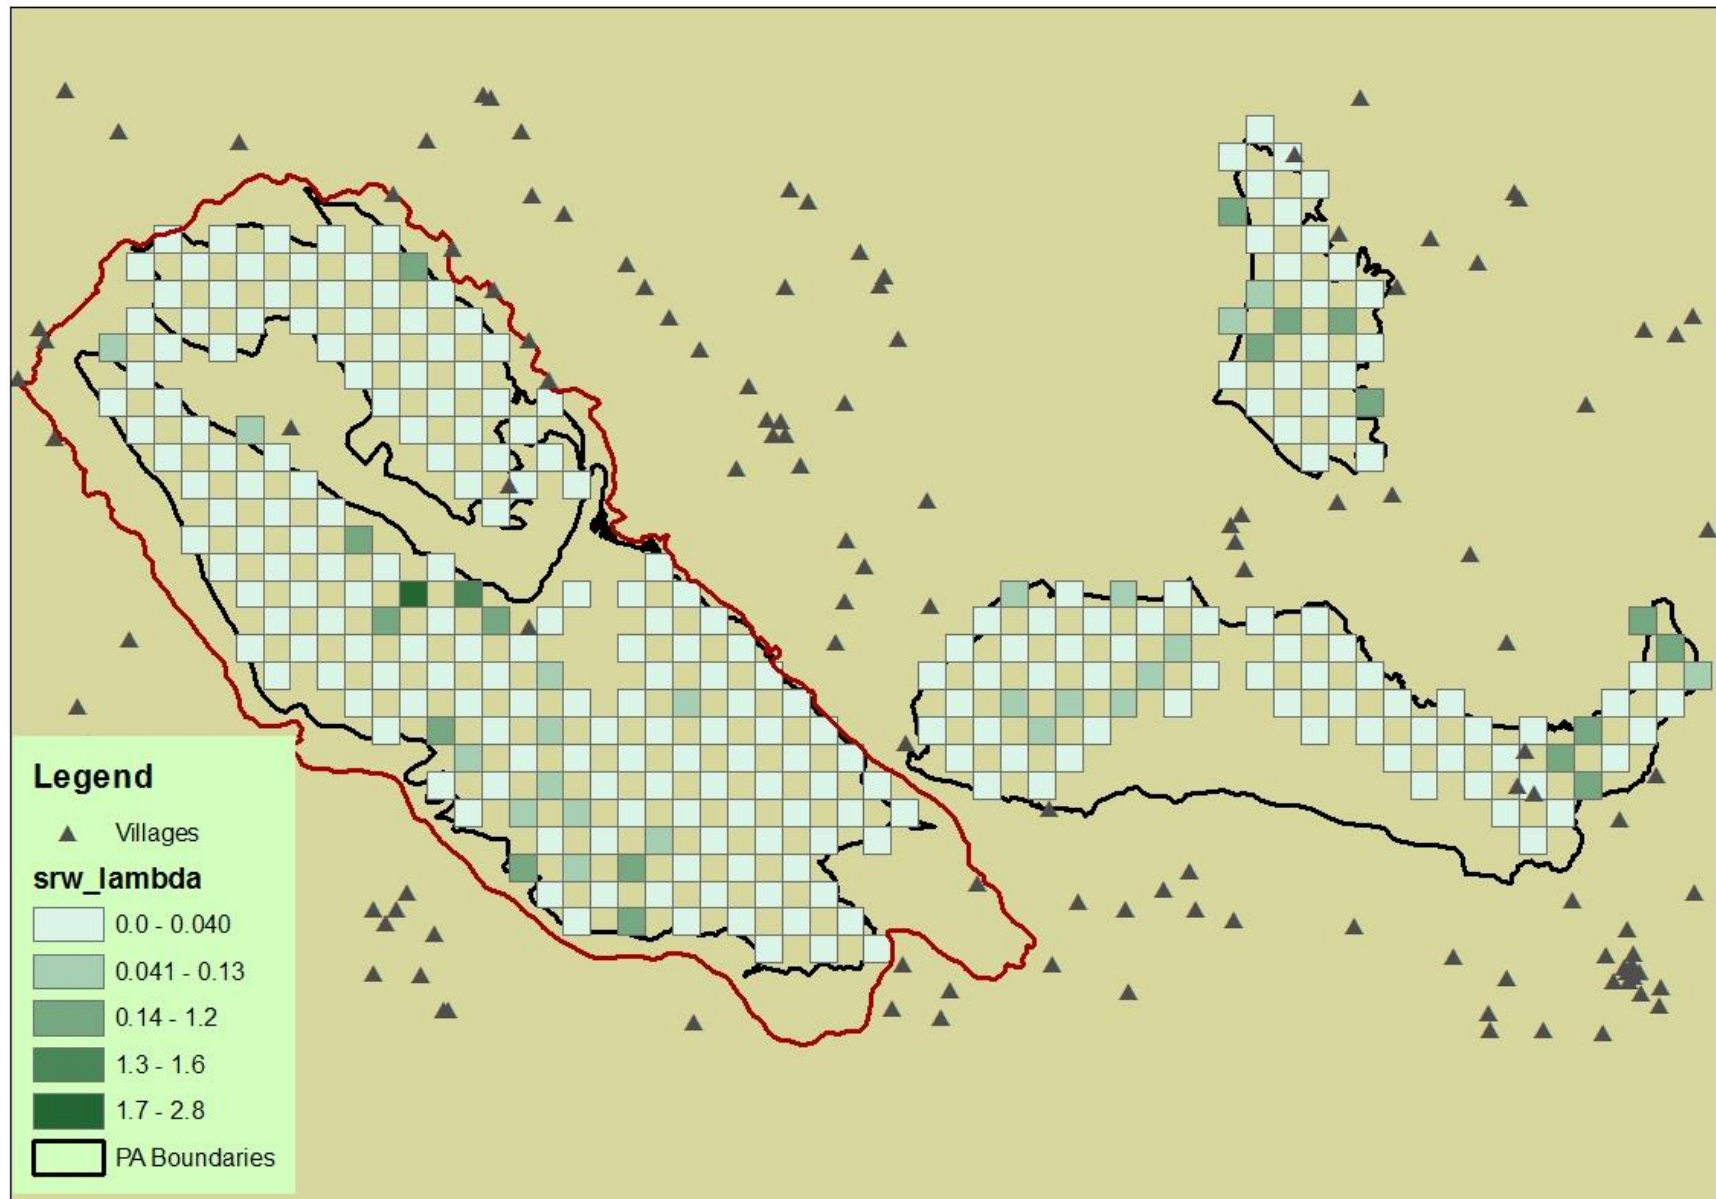 Legend
Villages
srw_lambda
0.0 - 0.040
0.041 - 0.13
0.14 - 1.2
1.3 - 1.6
1.7 - 2.8
PA Boundaries